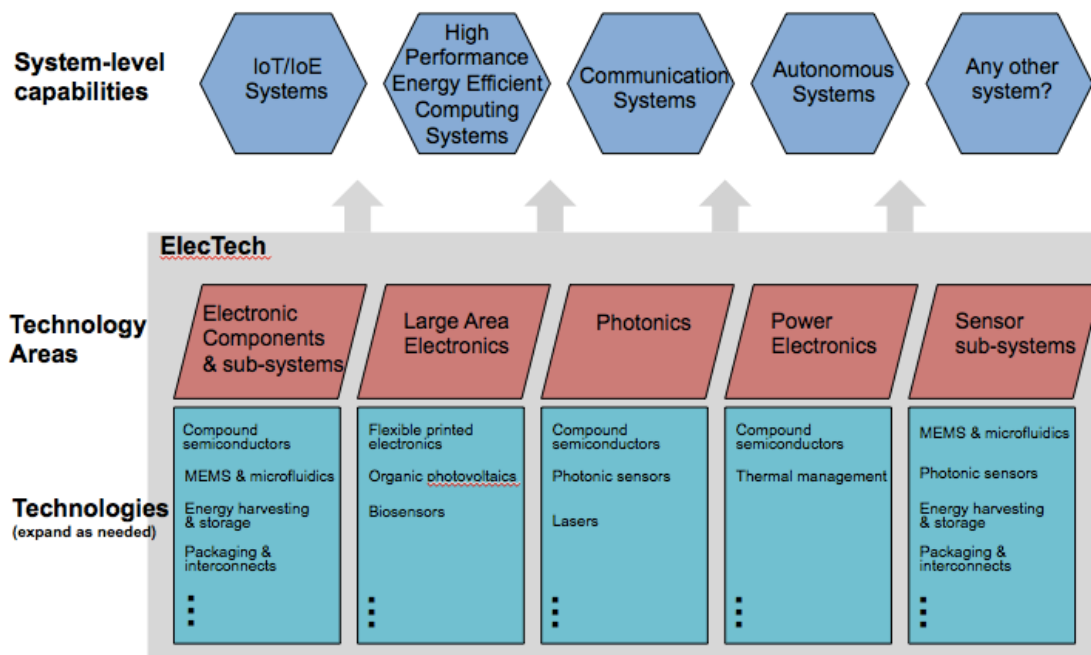 System-level
capabilities
IoT/IoE
Systems
High
Performance
Energy Efficient
Computing
Systems
Communication
Systems
Autonomous
Systems
Any other
system?
ElecTech
Technology
Areas
Electronic
Components
& sub-systems
Large Area
Electronics
Photonics
Power
Electronics
Sensor
sub-systems
Technologies
(expand as needed)
Compound
semiconductors
MEMS & microfluidics
Energy harvesting
& storage
Packaging &
interconnects
Flexible printed
electronics
Organic photovoltaics
Biosensors
Compound
semiconductors
Photonic sensors
Lasers
Compound
semiconductors
Thermal management
MEMS & microfluidics
Photonic sensors
Energy harvesting
& storage
Packaging &
interconnects